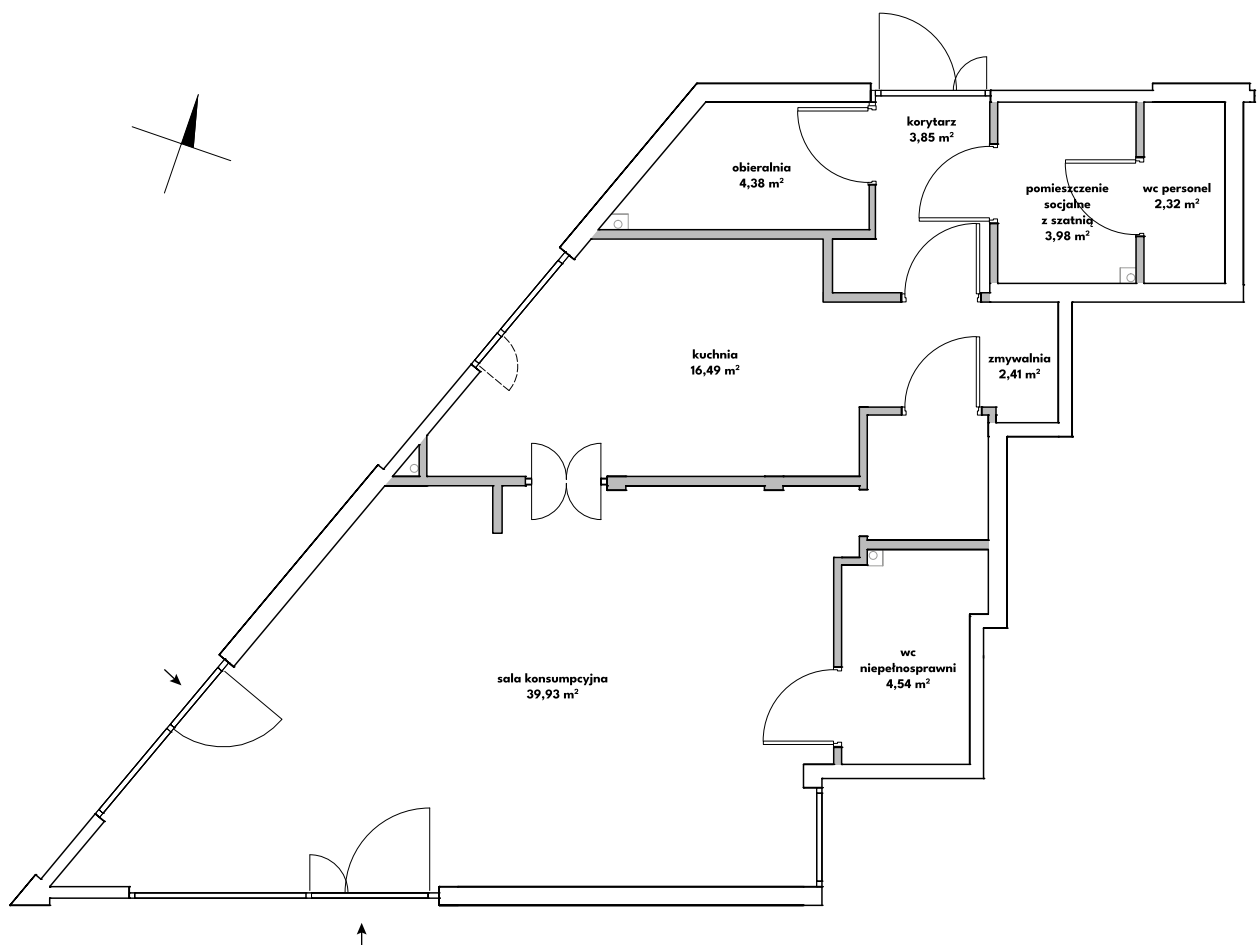 korytarz
3,85 m²
obieralnia
4,38 m²
pomieszczenie
socjalne
z szatnią
3,98 m²
wc personel
2,32 m²
kuchnia
16,49 m²
zmywalnia
2,41 m²
wc
niepełnosprawni
4,54 m²
sala konsumpcyjna
39,93 m²